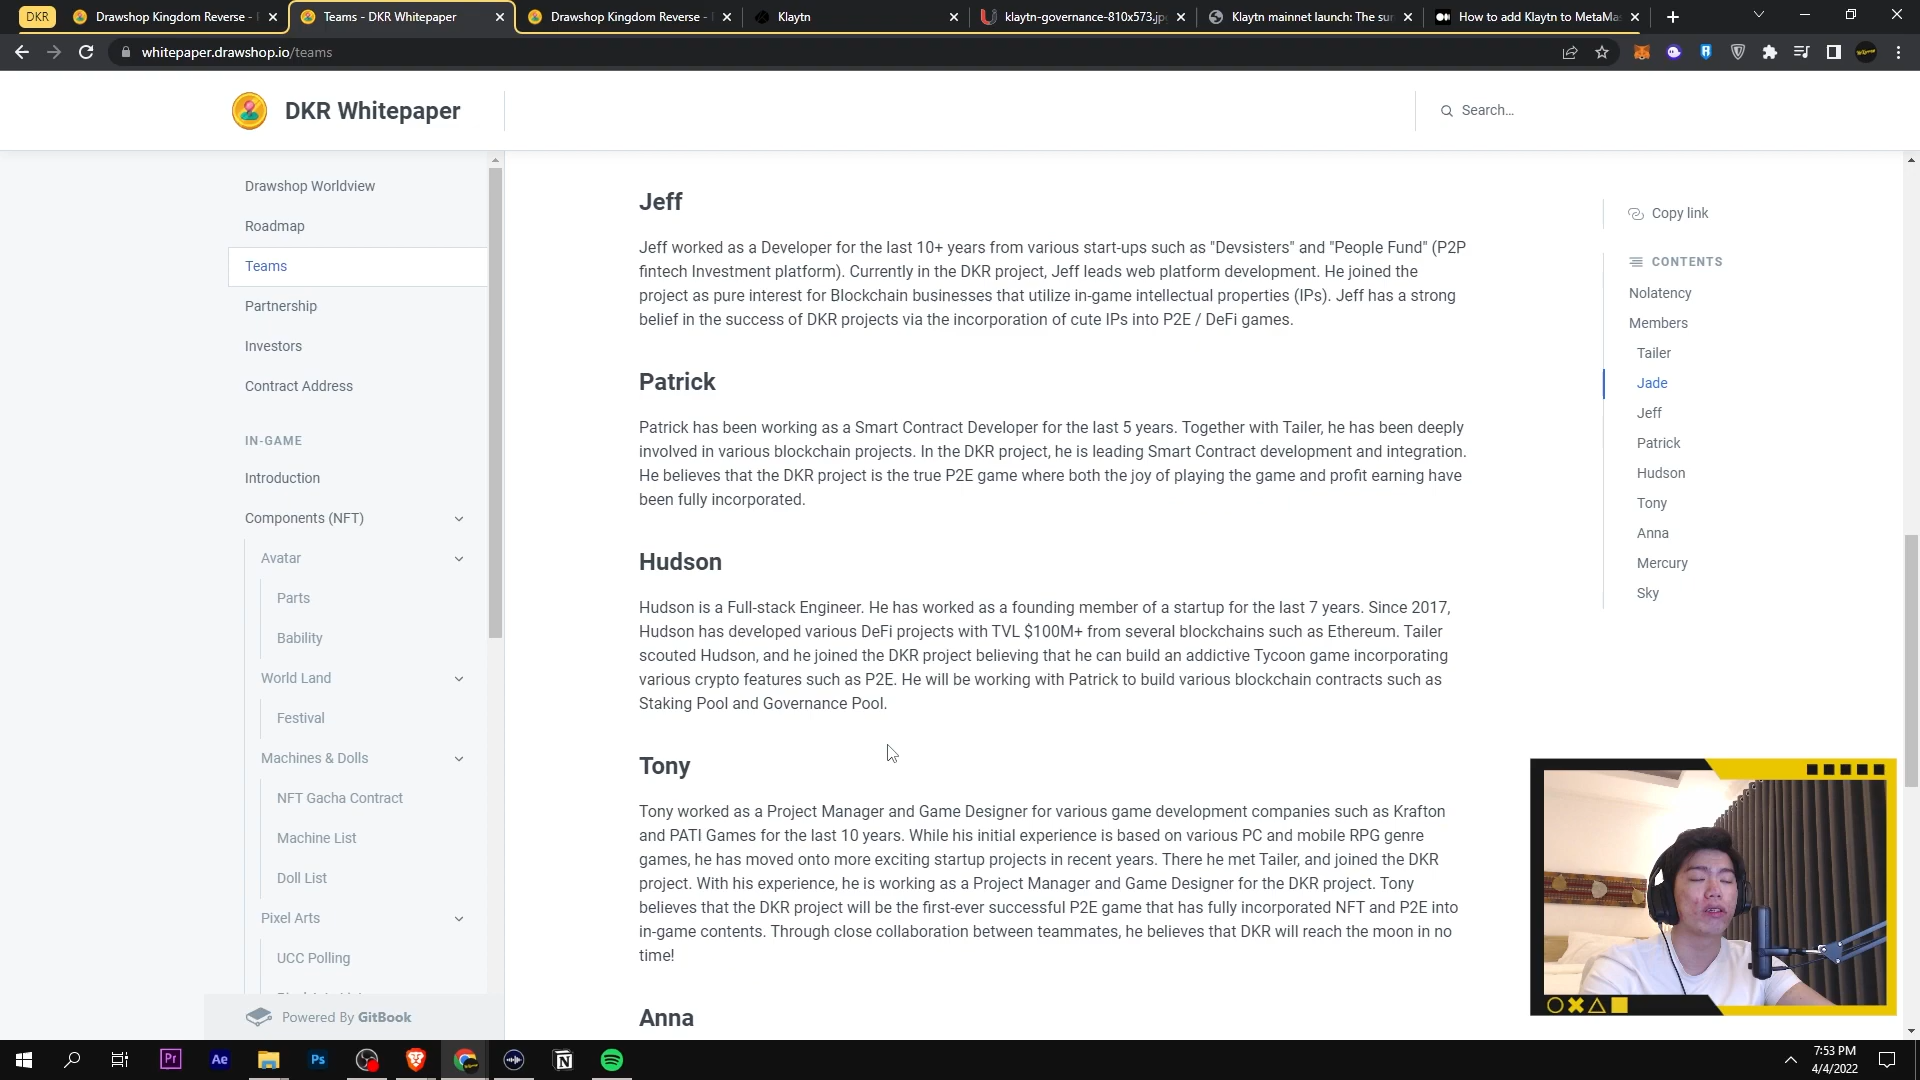 DKR
Drawshop Kingdom Reverse -
Teams - DKR Whitepaper
Drawshop Kingdom Reverse -
Klaytn
klaytn-governance-810x573.jp
Klaytn mainnet launch: The sur
How to add Klaytn to MetaMa
whitepaper.drawshop.io/teams
DKR Whitepaper
Search...
Drawshop Worldview
Roadmap
Teams
Partnership
Investors
Contract Address
IN-GAME
Introduction
Components (NFT)
Avatar
Parts
Bability
World Land
Festival
Machines & Dolls
NFT Gacha Contract
Machine List
Doll List
Pixel Arts
UCC Polling
Powered By GitBook
Jeff
Jeff worked as a Developer for the last 10+ years from various start-ups such as "Devsisters" and "People Fund" (P2P
fintech Investment platform). Currently in the DKR project, Jeff leads web platform development. He joined the
project as pure interest for Blockchain businesses that utilize in-game intellectual properties (IPs). Jeff has a strong
belief in the success of DKR projects via the incorporation of cute IPs into P2E / DeFi games.
Patrick
Patrick has been working as a Smart Contract Developer for the last 5 years. Together with Tailer, he has been deeply
involved in various blockchain projects. In the DKR project, he is leading Smart Contract development and integration.
He believes that the DKR project is the true P2E game where both the joy of playing the game and profit earning have
been fully incorporated.
Hudson
Hudson is a Full-stack Engineer. He has worked as a founding member of a startup for the last 7 years. Since 2017,
Hudson has developed various DeFi projects with TVL $100M+ from several blockchains such as Ethereum. Tailer
scouted Hudson, and he joined the DKR project believing that he can build an addictive Tycoon game incorporating
various crypto features such as P2E. He will be working with Patrick to build various blockchain contracts such as
Staking Pool and Governance Pool.
Tony
Tony worked as a Project Manager and Game Designer for various game development companies such as Krafton
and PATI Games for the last 10 years. While his initial experience is based on various PC and mobile RPG genre
games, he has moved onto more exciting startup projects in recent years. There he met Tailer, and joined the DKR
project. With his experience, he is working as a Project Manager and Game Designer for the DKR project. Tony
believes that the DKR project will be the first-ever successful P2E game that has fully incorporated NFT and P2E into
in-game contents. Through close collaboration between teammates, he believes that DKR will reach the moon in no
time!
Anna
Copy link
CONTENTS
Nolatency
Members
Tailer
Jade
Jeff
Patrick
Hudson
Tony
Anna
Mercury
Sky
Pr
Ae
Ps
7:53 PM
4/4/2022